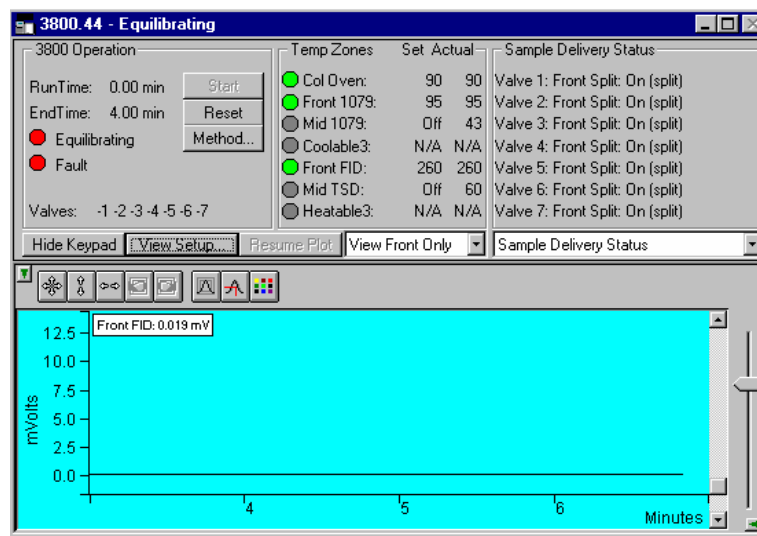 3800.44 - Equilibrating
3800 Operation
RunTime: 0.00 min
Start
EndTime: 4.00 min
Reset
Equilibrating
Method...
Fault
Valves: -1 -2 -3 -4 -5 -6 -7
Temp Zones Set Actual
Col Oven: 90 90
Front 1079: 95 95
Mid 1079: Off 43
Coolable3: N/A N/A
Front FID: 260 260
Mid TSD: Off 60
Heatable3: N/A N/A
Sample Delivery Status
Valve 1: Front Split: On (split)
Valve 2: Front Split: On (split)
Valve 3: Front Split: On (split)
Valve 4: Front Split: On (split)
Valve 5: Front Split: On (split)
Valve 6: Front Split: On (split)
Valve 7: Front Split: On (split)
Hide Keypad View Setup... Resume Plot View Front Only Sample Delivery Status
Front FID: 0.019 mV
12.5
10.0
7.5
5.0
2.5
0.0
mVolts
4 5 6
Minutes